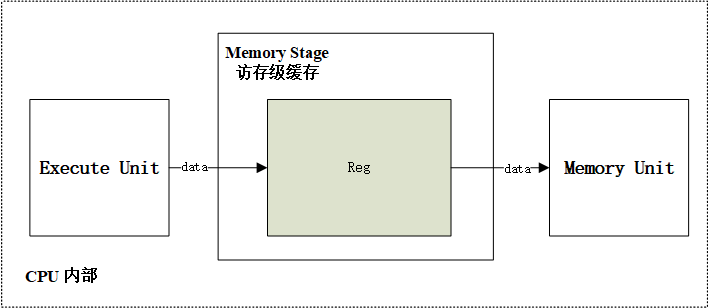 Memory Stage
访存级缓存
Execute Unit
data
Reg
data
Memory Unit
CPU 内部